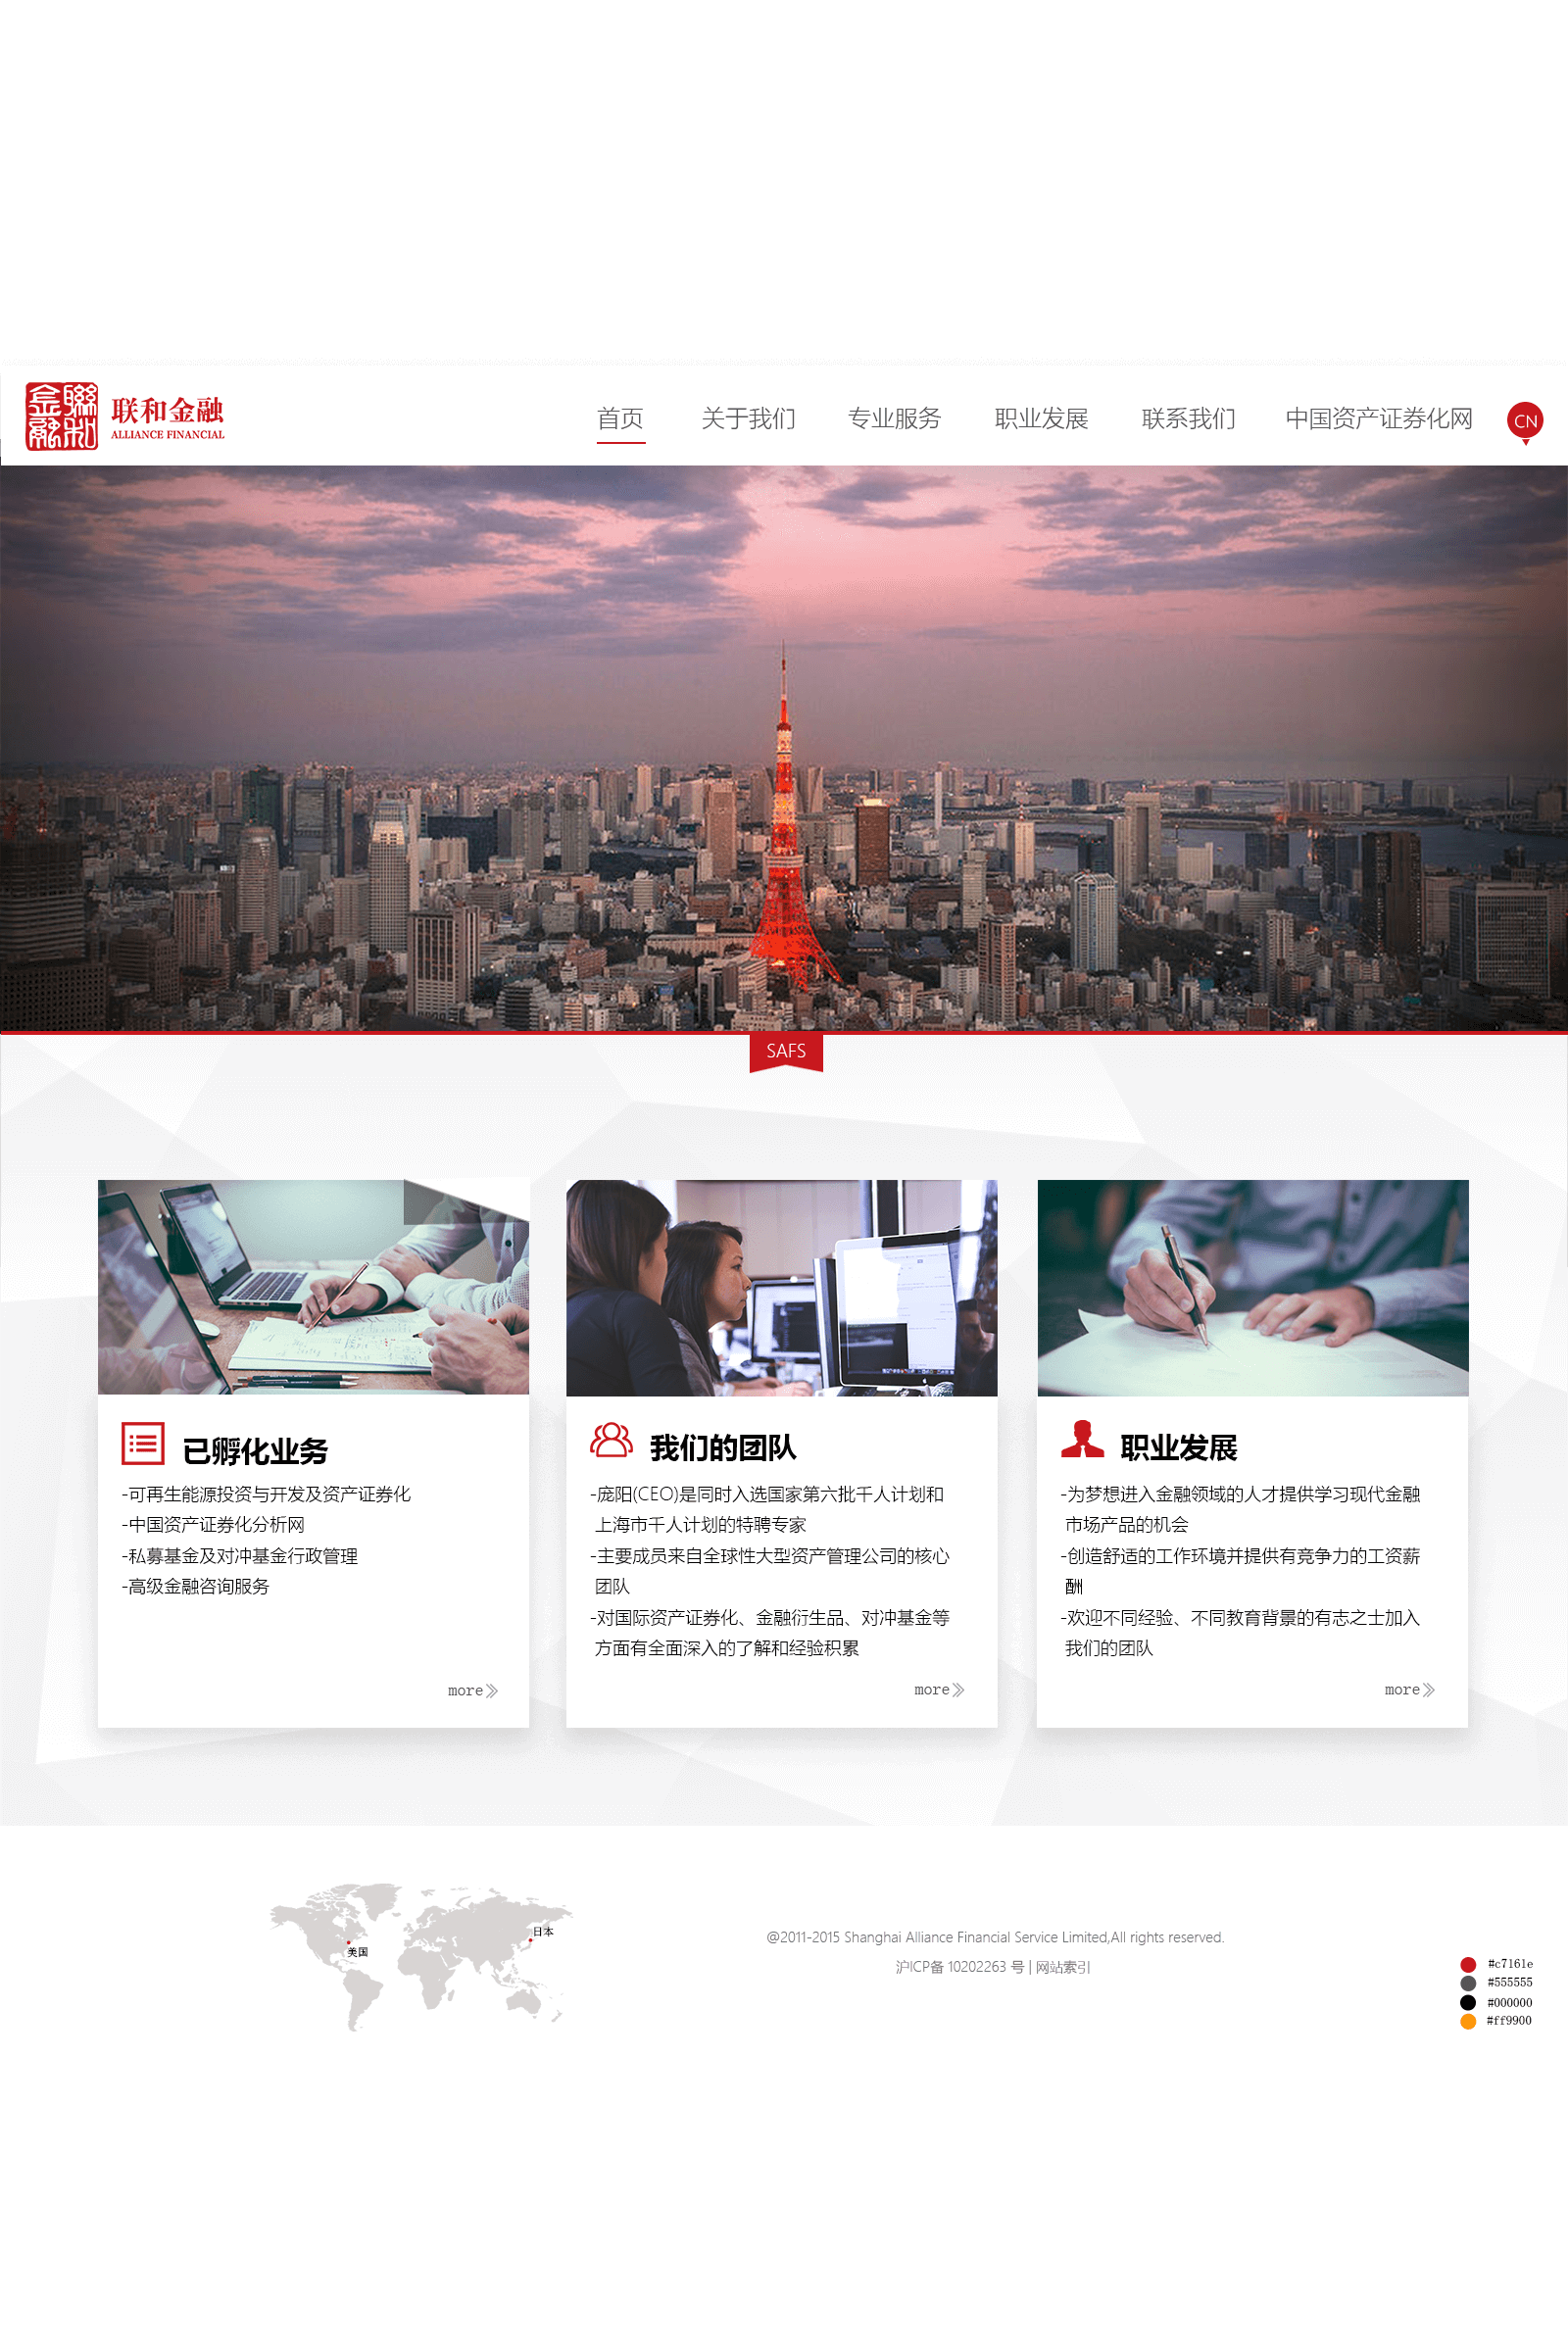 聯和金融
联和金融
ALLIANCE FINANCIAL
首页 关于我们 专业服务 职业发展 联系我们 中国资产证券化网 CN
SAFS
已孵化业务
-可再生能源投资与开发及资产证券化
-中国资产证券化分析网
-私募基金及对冲基金行政管理
-高级金融咨询服务
more
我们的团队
-庞阳(CEO)是同时入选国家第六批千人计划和
上海市千人计划的特聘专家
-主要成员来自全球性大型资产管理公司的核心
团队
-对国际资产证券化、金融衍生品、对冲基金等
方面有全面深入的了解和经验积累
more
职业发展
-为梦想进入金融领域的人才提供学习现代金融
市场产品的机会
-创造舒适的工作环境并提供有竞争力的工资薪
酬
-欢迎不同经验、不同教育背景的有志之士加入
我们的团队
more
美国
日本
@2011-2015 Shanghai Alliance Financial Service Limited,All rights reserved.
沪ICP备 10202263 号 | 网站索引
#c7161e
#555555
#000000
#ff9900